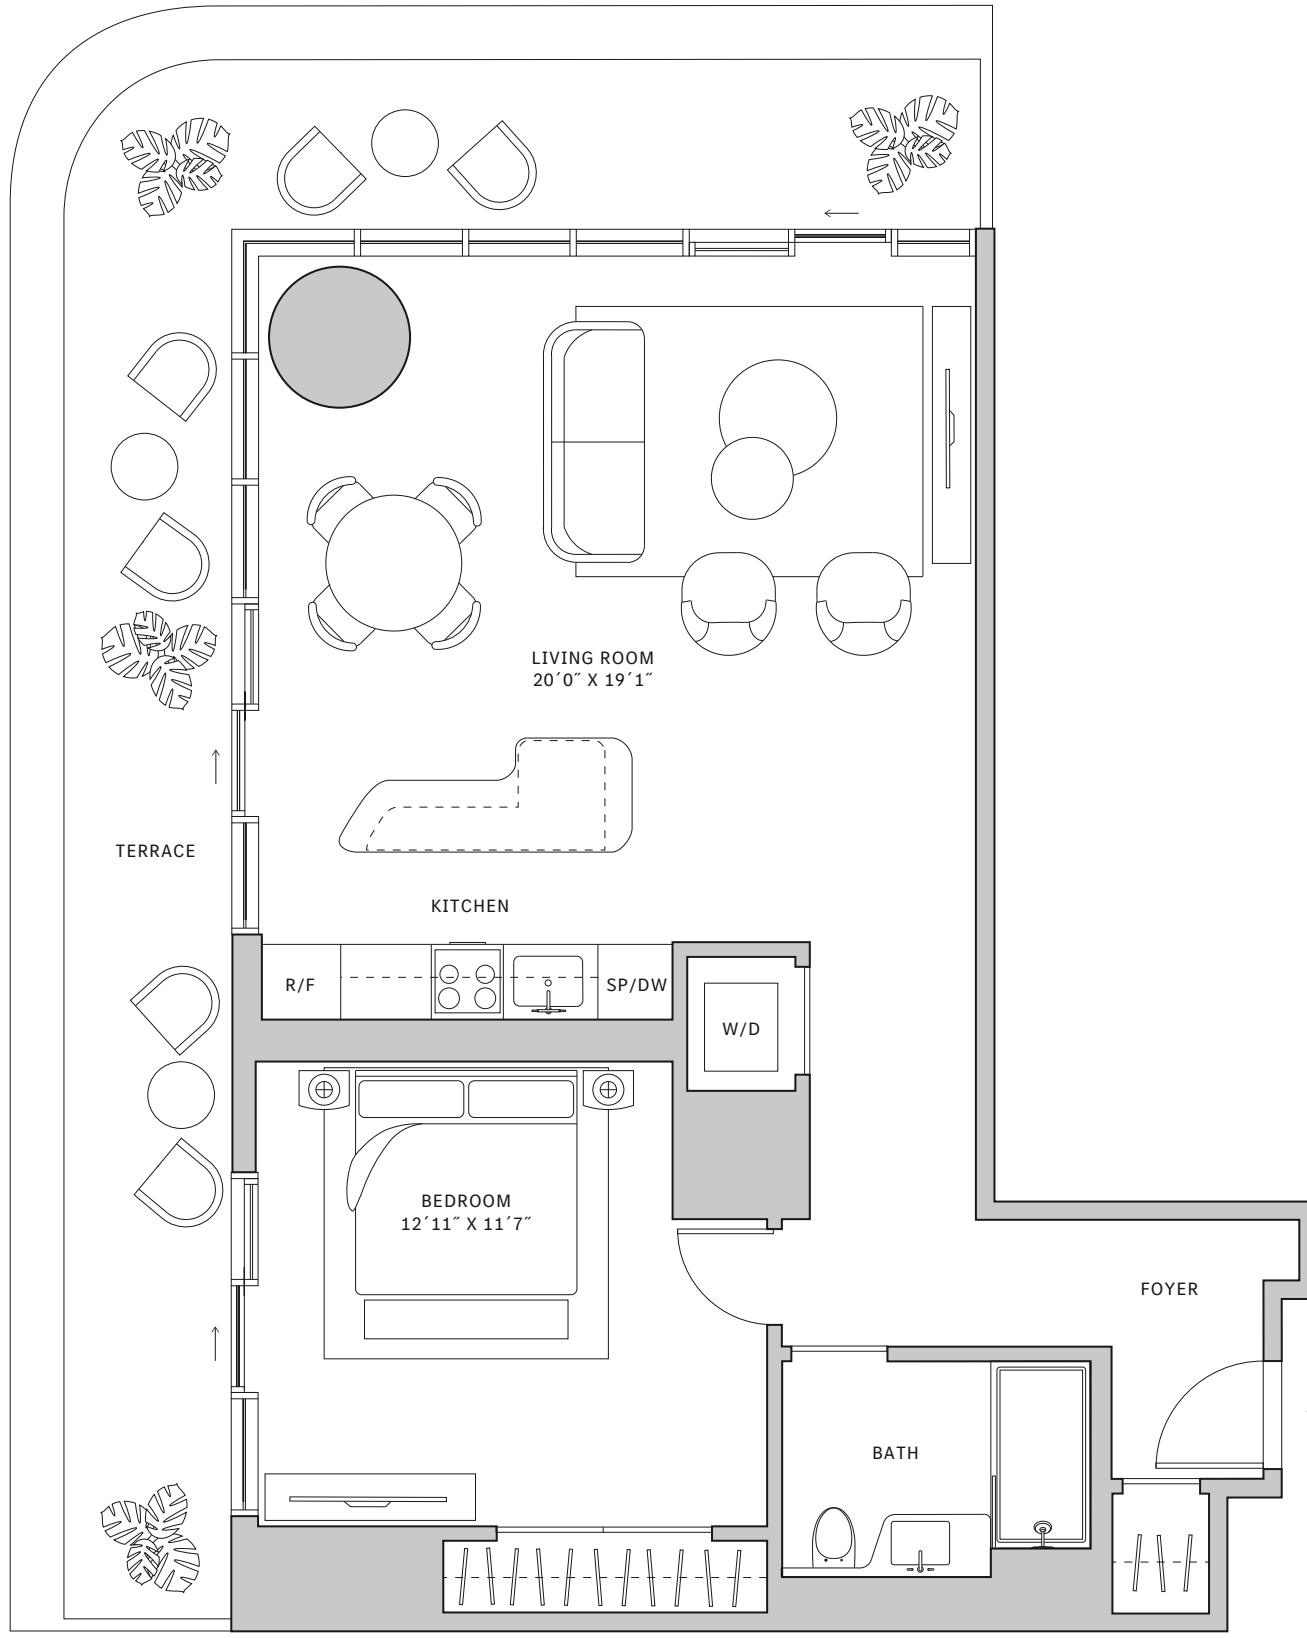 LIVING ROOM
20´0˝ X 19´1˝
TERRACE
KITCHEN
R/F
SP/DW
W/D
BEDROOM
12´11˝ X 11´7˝
FOYER
BATH